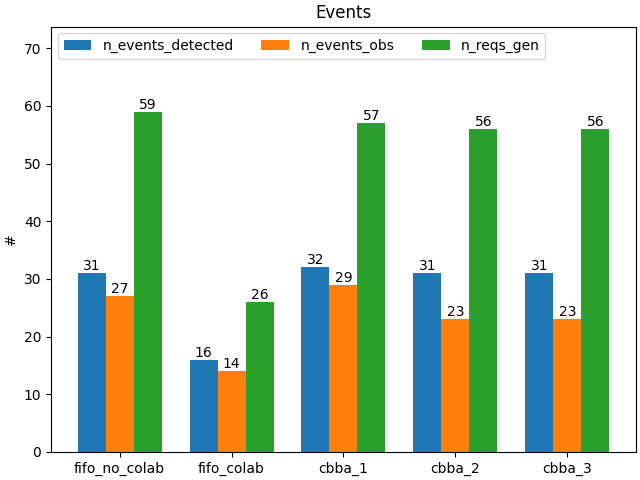 Events
n_events_detected n_events_obs n_reqs_gen
#
70
60
50
40
30
20
10
0
31 27 59
16 14 26
32 29 57
31 23 56
31 23 56
fifo_no_colab fifo_colab cbba_1 cbba_2 cbba_3